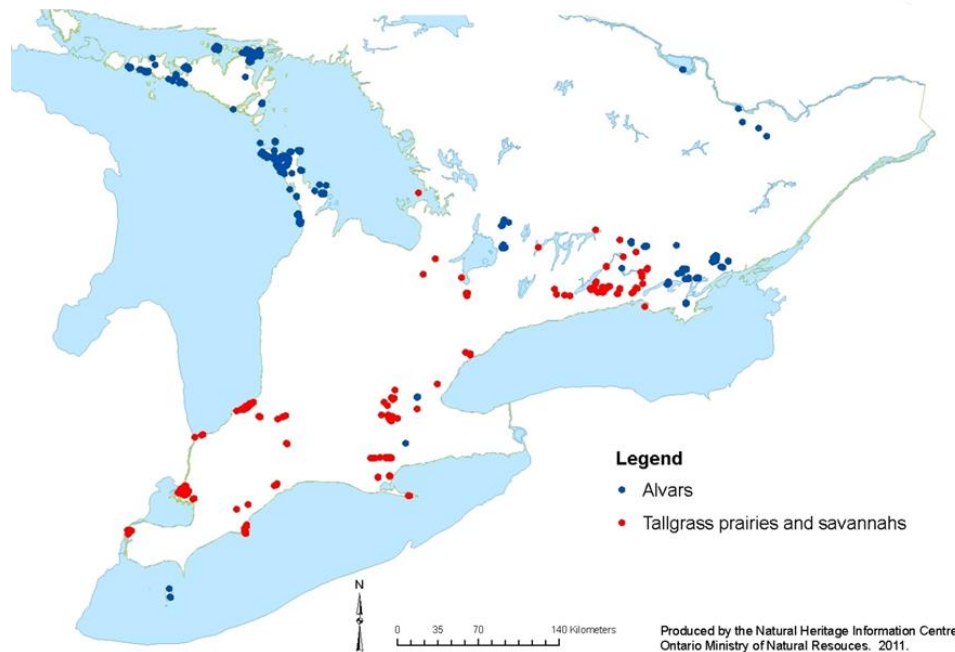 Legend
Alvars
Tallgrass prairies and savannahs
N
0 35 70 140 Kilometers
Produced by the Natural Heritage Information Centre
Ontario Ministry of Natural Resouces. 2011.